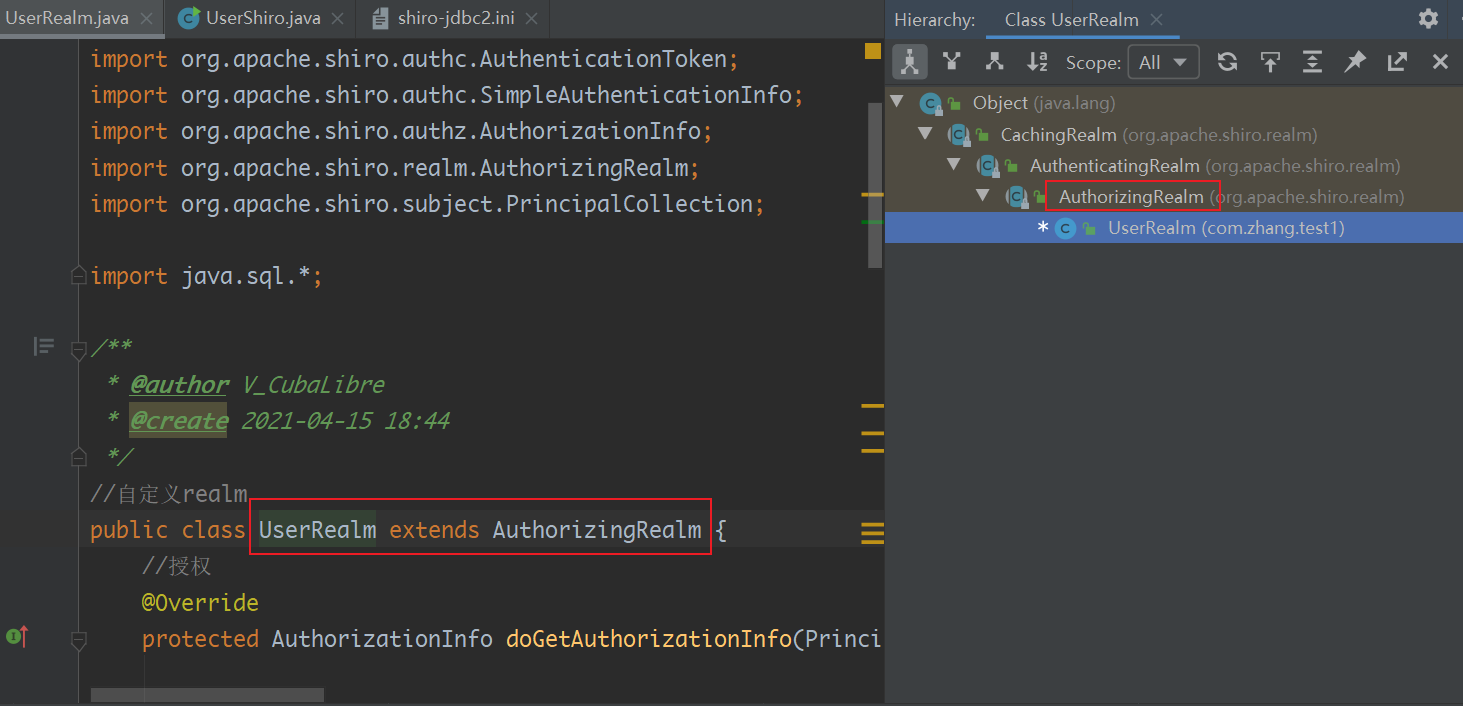 UserRealm.java
UserShiro.java
shiro-jdbc2.ini
import org.apache.shiro.authc.AuthenticationToken;
import org.apache.shiro.authc.SimpleAuthenticationInfo;
import org.apache.shiro.authz.AuthorizationInfo;
import org.apache.shiro.realm.AuthorizingRealm;
import org.apache.shiro.subject.PrincipalCollection;
import java.sql.*;
/**
* @author V_CubaLibre
* @create 2021-04-15 18:44
*/
//自定义realm
public class UserRealm extends AuthorizingRealm {
//授权
@Override
protected AuthorizationInfo doGetAuthorizationInfo(Princi
Hierarchy: Class UserRealm
Scope: All
Object (java.lang)
CachingRealm (org.apache.shiro.realm)
AuthenticatingRealm (org.apache.shiro.realm)
AuthorizingRealm (org.apache.shiro.realm)
* UserRealm (com.zhang.test1)